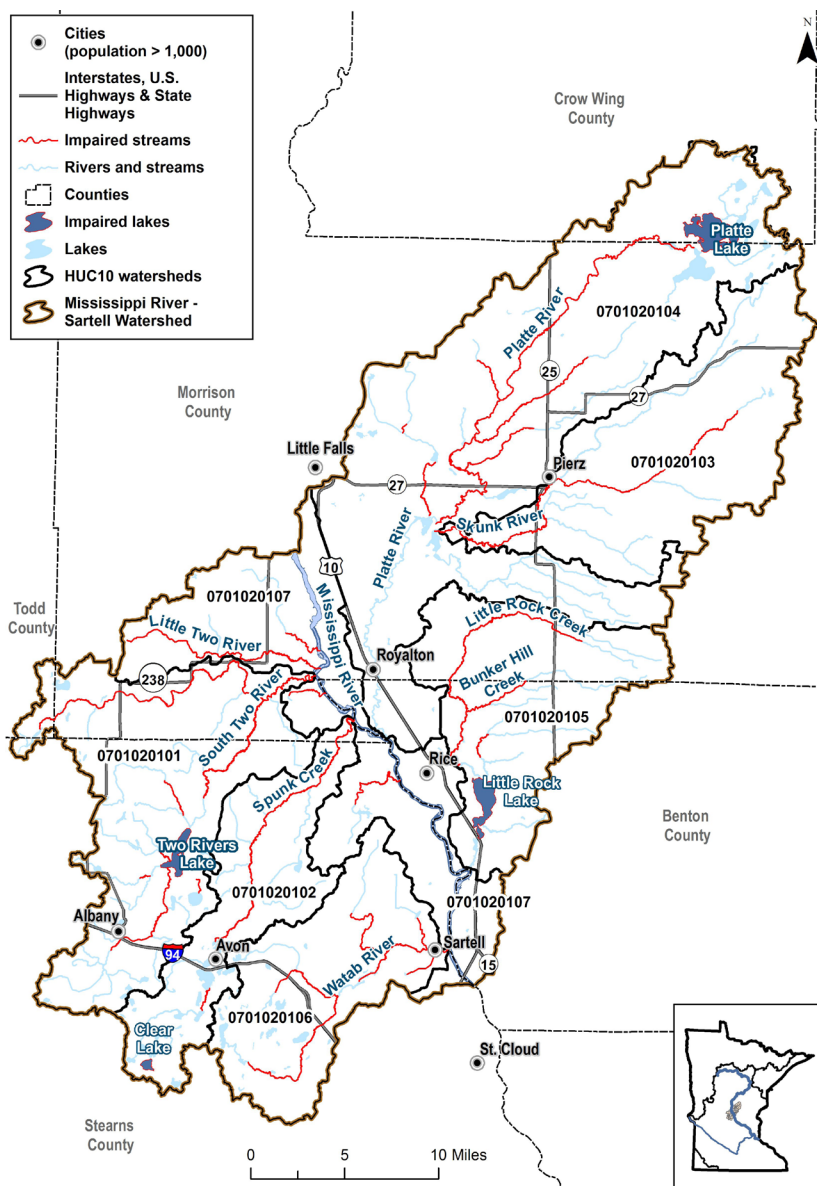 Cities
(population > 1,000)
Interstates, U.S.
Highways & State
Highways
Impaired streams
Rivers and streams
Counties
Impaired lakes
Lakes
HUC10 watersheds
Mississippi River -
Sartell Watershed
N
Crow Wing
County
Platte
Lake
0701020104
Platte River
25
27
Morrison
County
Little Falls
Pierz
0701020103
27
Skunk River
Platte River
10
Mississippi River
0701020107
Todd
County
Little Two River
Little Rock Creek
Royalton
Bunker Hill
Creek
238
South Two River
0701020105
0701020101
Rice
Spunk Creek
Little Rock
Lake
Benton
County
Two Rivers
Lake
0701020102
0701020107
Albany
Sartell
Avon
94
Watab River
15
0701020106
Clear
Lake
St. Cloud
Stearns
County
0 5 10 Miles